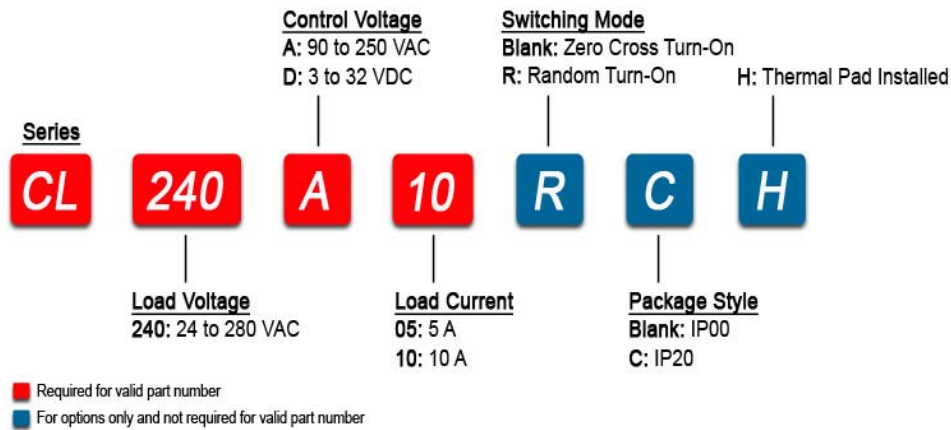 Control Voltage
A: 90 to 250 VAC
D: 3 to 32 VDC
Switching Mode
Blank: Zero Cross Turn-On
R: Random Turn-On
H: Thermal Pad Installed
Series
CL 240 A 10 R C H
Load Voltage
240: 24 to 280 VAC
Load Current
05: 5 A
10: 10 A
Package Style
Blank: IP00
C: IP20
Required for valid part number
For options only and not required for valid part number